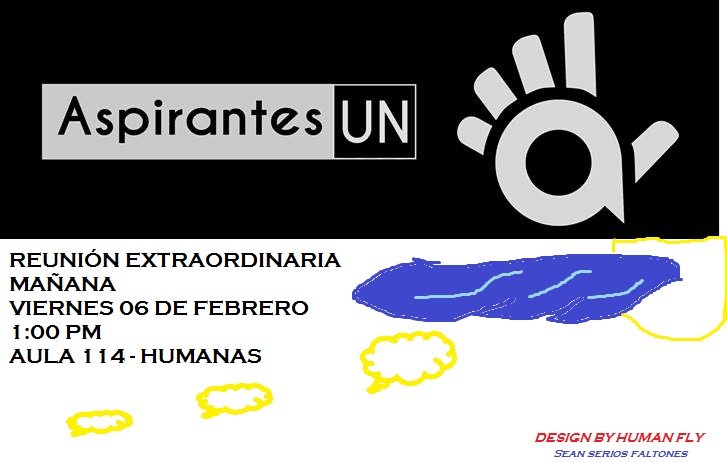 Aspirantes UN
REUNIÓN EXTRAORDINARIA
MAÑANA
VIERNES 06 DE FEBRERO
1:00 PM
AULA 114 - HUMANAS
DESIGN BY HUMAN FLY
SEAN SERIOS FALTONES